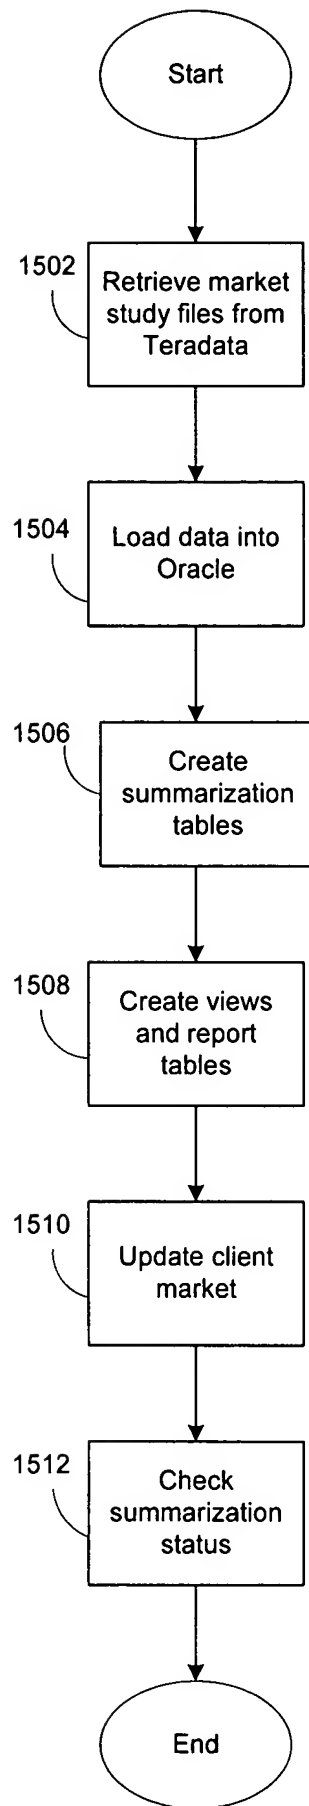 Start
1502
Retrieve market
study files from
Teradata
1504
Load data into
Oracle
1506
Create
summarization
tables
1508
Create views
and report
tables
1510
Update client
market
1512
Check
summarization
status
End